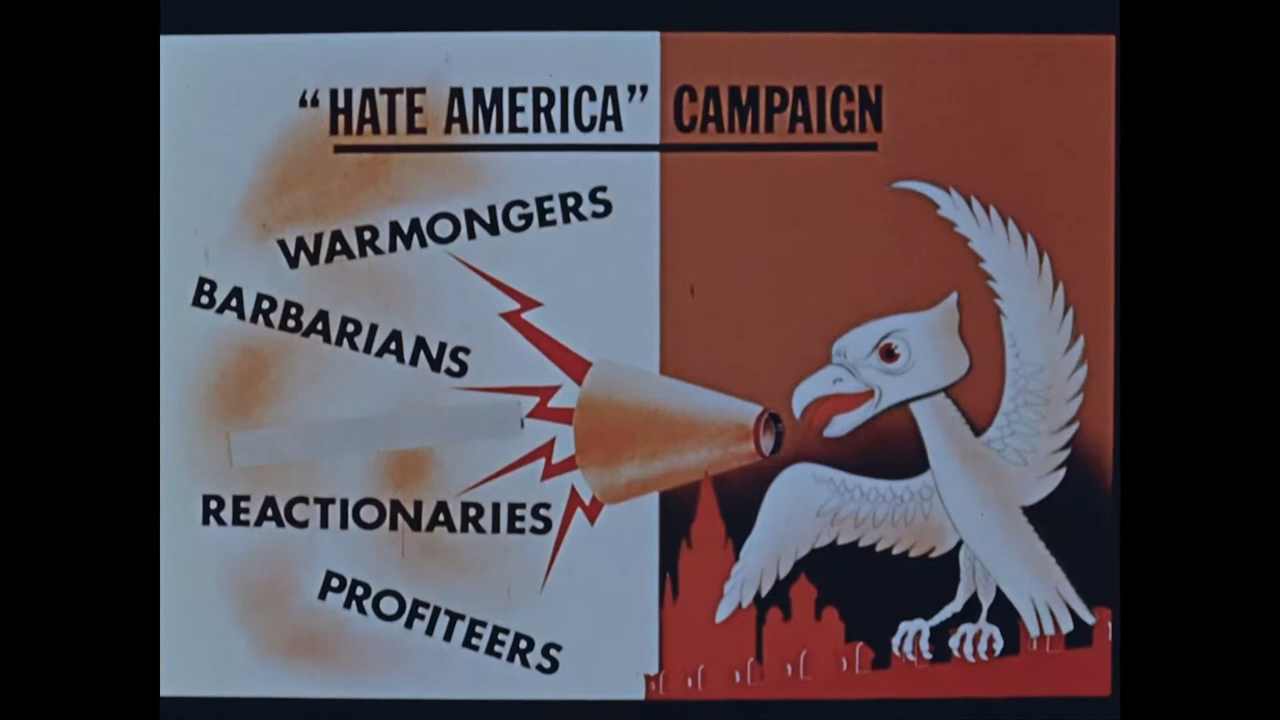 "HATE AMERICA" CAMPAIGN
WARMONGERS
BARBARIANS
REACTIONARIES
PROFITEERS